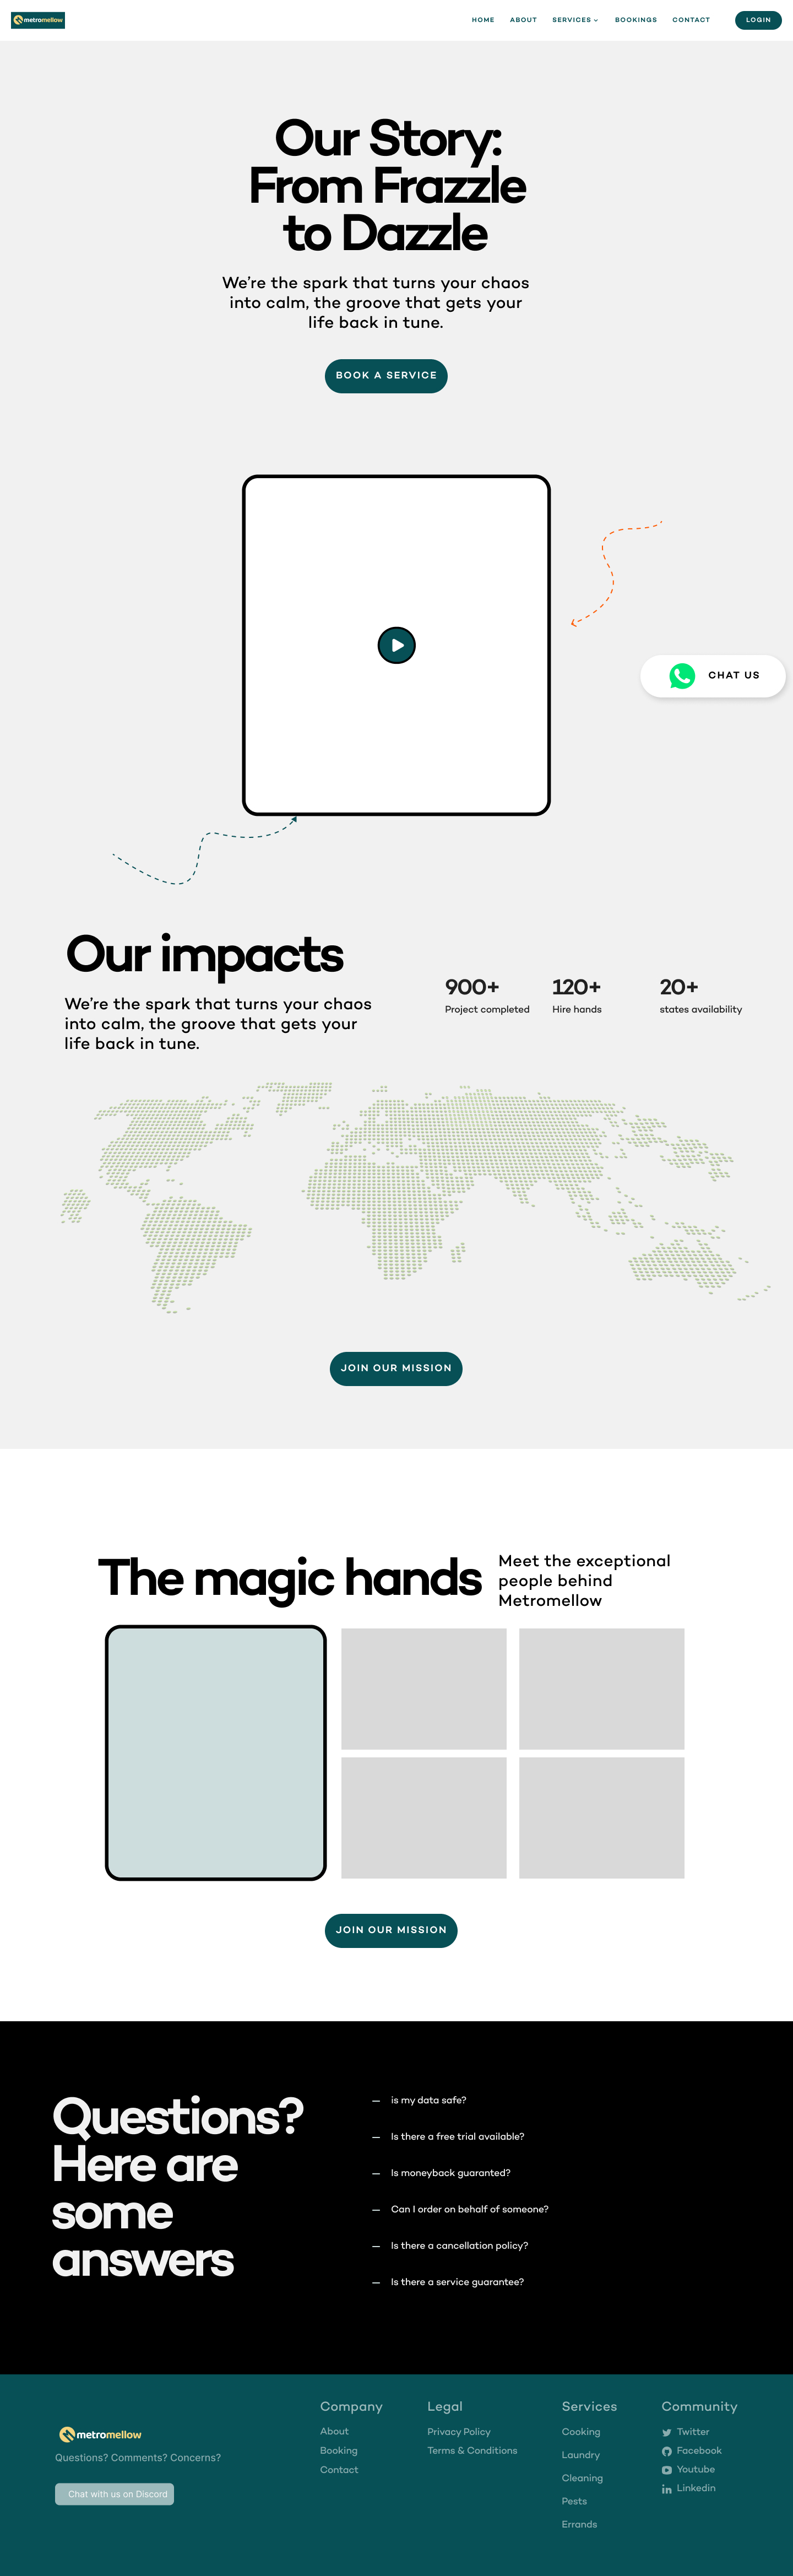 metromellow
HOME ABOUT SERVICES BOOKINGS CONTACT LOGIN
Our Story:
From Frazzle
to Dazzle
We’re the spark that turns your chaos
into calm, the groove that gets your
life back in tune.
BOOK A SERVICE
CHAT US
Our impacts
We’re the spark that turns your chaos
into calm, the groove that gets your
life back in tune.
900+
Project completed
120+
Hire hands
20+
states availability
JOIN OUR MISSION
The magic hands
Meet the exceptional
people behind
Metromellow
JOIN OUR MISSION
Questions?
Here are
some
answers
— is my data safe?
— Is there a free trial available?
— Is moneyback guaranted?
— Can I order on behalf of someone?
— Is there a cancellation policy?
— Is there a service guarantee?
metromellow
Questions? Comments? Concerns?
Chat with us on Discord
Company
About
Booking
Contact
Legal
Privacy Policy
Terms & Conditions
Services
Cooking
Laundry
Cleaning
Pests
Errands
Community
Twitter
Facebook
Youtube
Linkedin